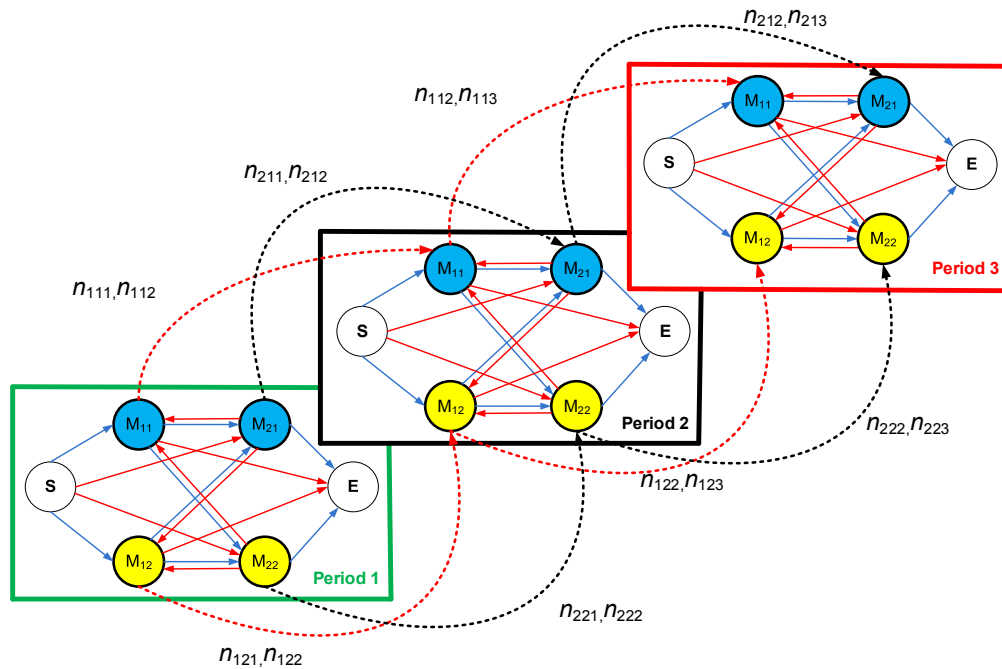 n212,n213
n112,n113
M11
M21
S
E
M12
M22
Period 3
n211,n212
n111,n112
M11
M21
S
E
M12
M22
Period 2
n222,n223
n122,n123
M11
M21
S
E
M12
M22
Period 1
n221,n222
n121,n122